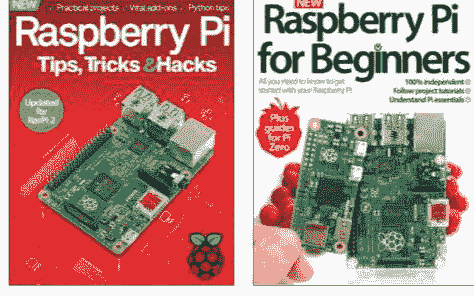 NEW
Practical projects Vital add-ons Python tips
Raspberry Pi
Tips, Tricks & Hacks
Updated
for
RasPi 2
NEW
Raspberry Pi
for Beginners
All you need to know to get
started with your Raspberry Pi
100% independent
Follow project tutorials
Understand Pi essentials
Plus
guides for
Pi
Zero